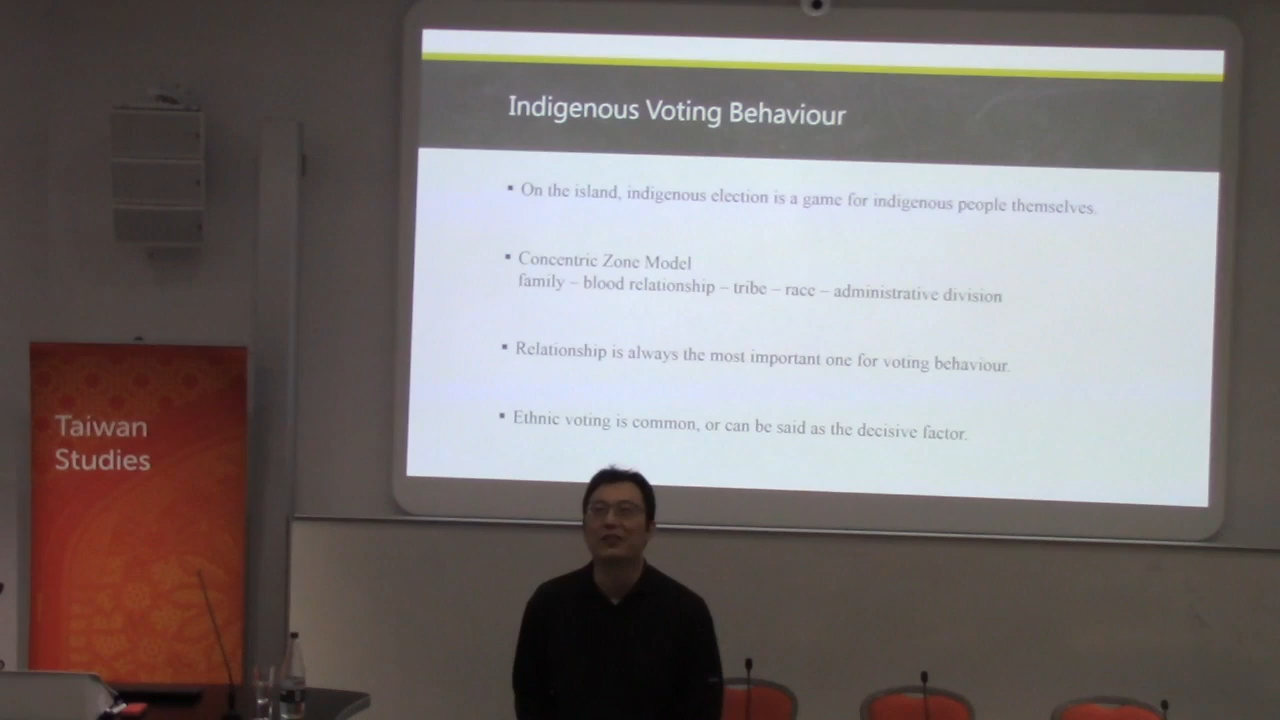 Indigenous Voting Behaviour
▪ On the island, indigenous election is a game for indigenous people themselves.
▪ Concentric Zone Model
family – blood relationship – tribe – race – administrative division
▪ Relationship is always the most important one for voting behaviour.
▪ Ethnic voting is common, or can be said as the decisive factor.
Taiwan
Studies